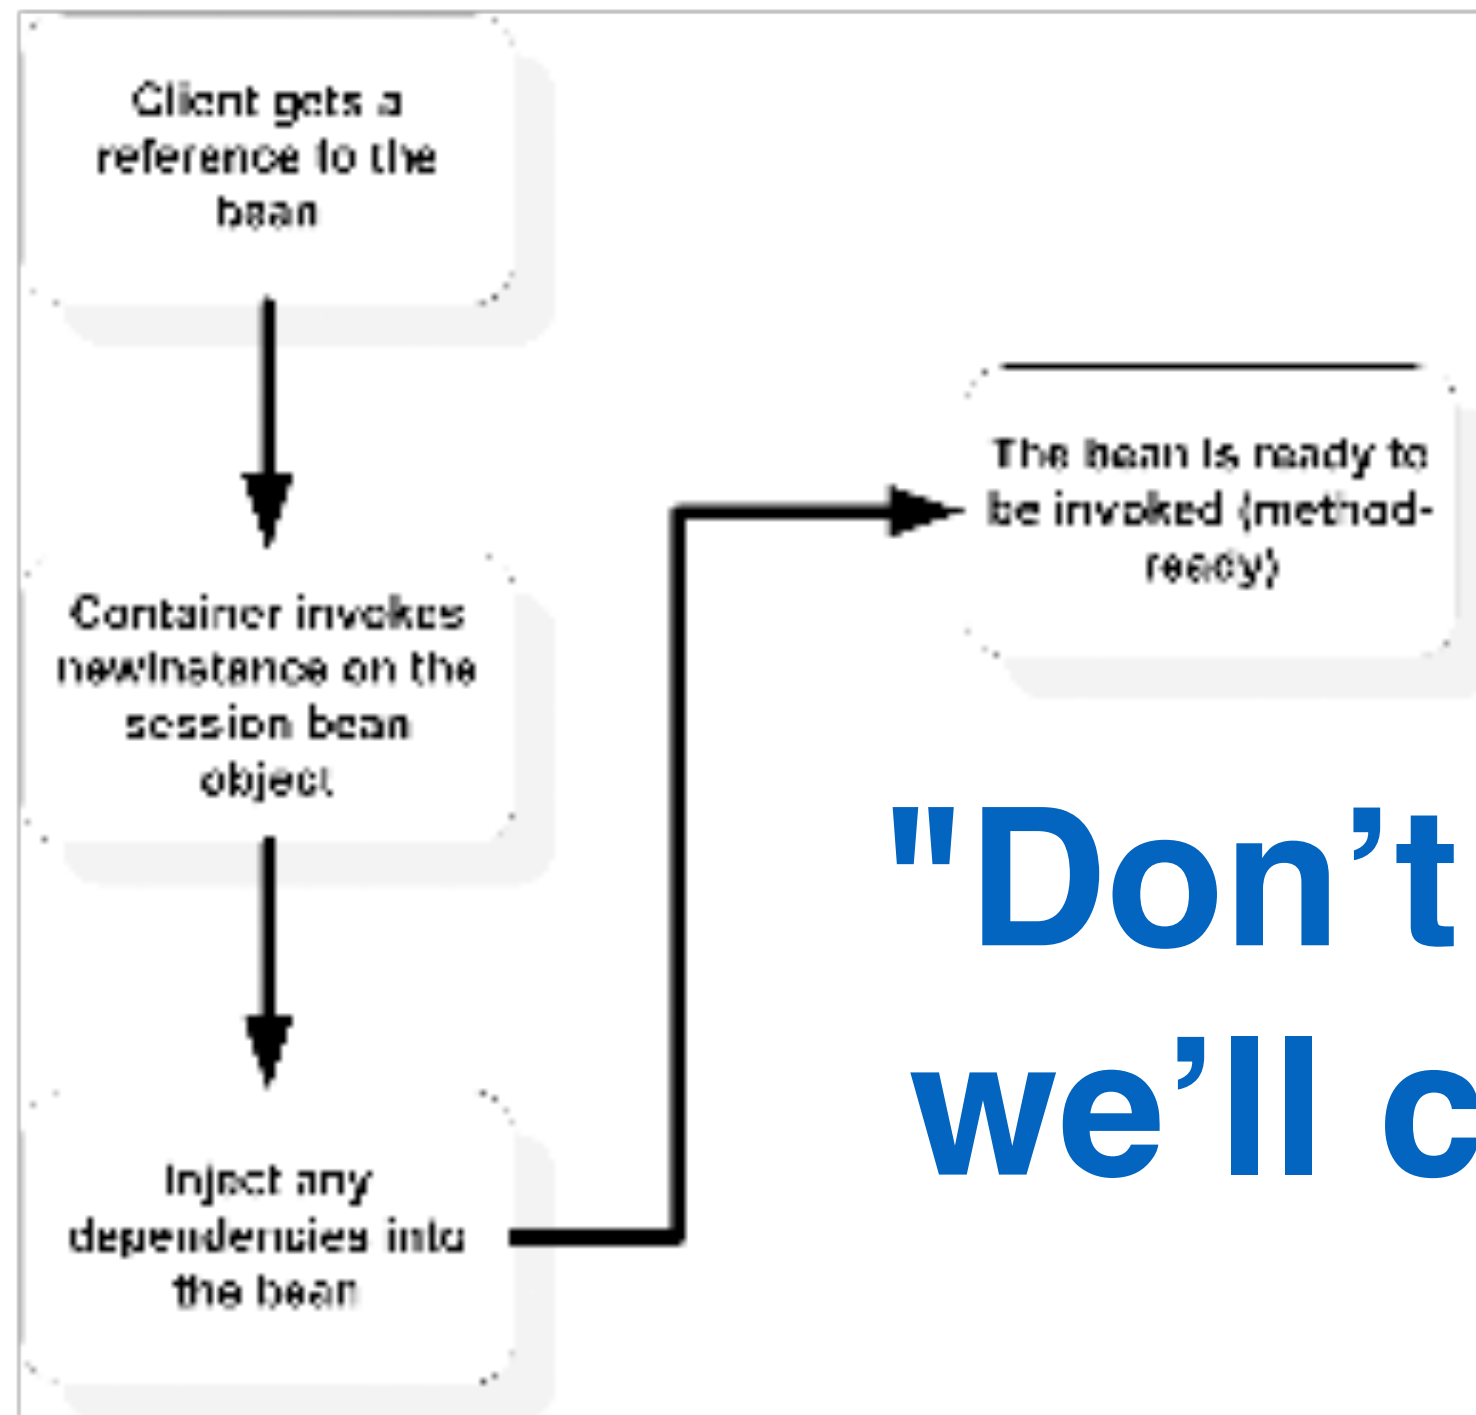 Client gets a
reference to the
bean
Container invokes
newInstance on the
session bean
object
Inject any
dependencies into
the bean
The bean is ready to
be invoked (method-
ready)
"Don’t
we’ll c